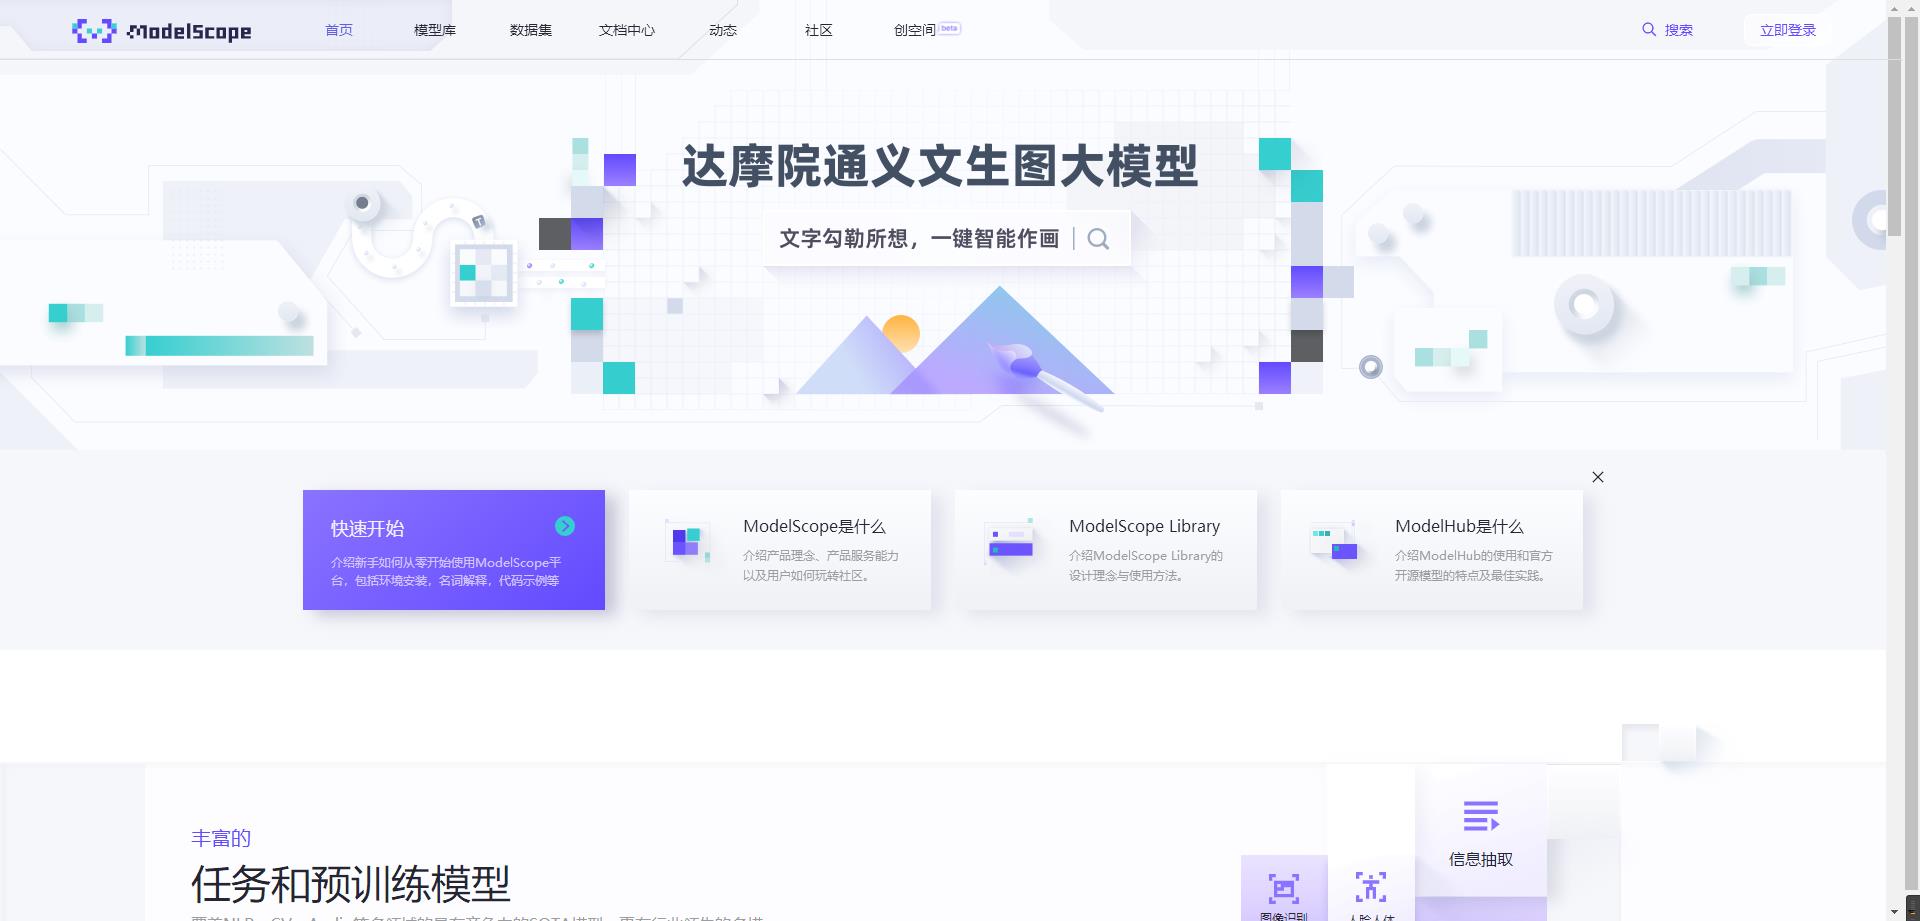 ModelScope
首页
模型库
数据集
文档中心
动态
社区
创空间
beta
搜索
立即登录
达摩院通义文生图大模型
文字勾勒所想，一键智能作画
T
快速开始
介绍新手如何从零开始使用ModelScope平
台，包括环境安装，名词解释，代码示例等
ModelScope是什么
介绍产品理念、产品服务能力
以及用户如何玩转社区。
ModelScope Library
介绍ModelScope Library的
设计理念与使用方法。
ModelHub是什么
介绍ModelHub的使用和官方
开源模型的特点及最佳实践。
丰富的
任务和预训练模型
信息抽取
图像识别
人脸人体